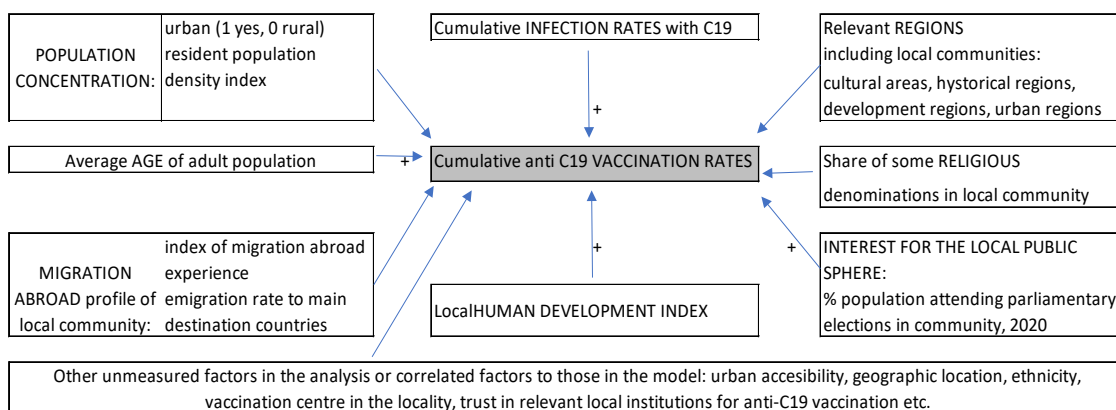 POPULATION
CONCENTRATION:
urban (1 yes, 0 rural)
resident population
density index
Cumulative INFECTION RATES with C19
Relevant REGIONS
including local communities:
cultural areas, hystorical regions,
development regions, urban regions
+
Average AGE of adult population
+
Cumulative anti C19 VACCINATION RATES
Share of some RELIGIOUS
denominations in local community
MIGRATION
ABROAD profile of
local community:
index of migration abroad
experience
emigration rate to main
destination countries
+
LocalHUMAN DEVELOPMENT INDEX
+
INTEREST FOR THE LOCAL PUBLIC
SPHERE:
% population attending parliamentary
elections in community, 2020
Other unmeasured factors in the analysis or correlated factors to those in the model: urban accesibility, geographic location, ethnicity,
vaccination centre in the locality, trust in relevant local institutions for anti-C19 vaccination etc.